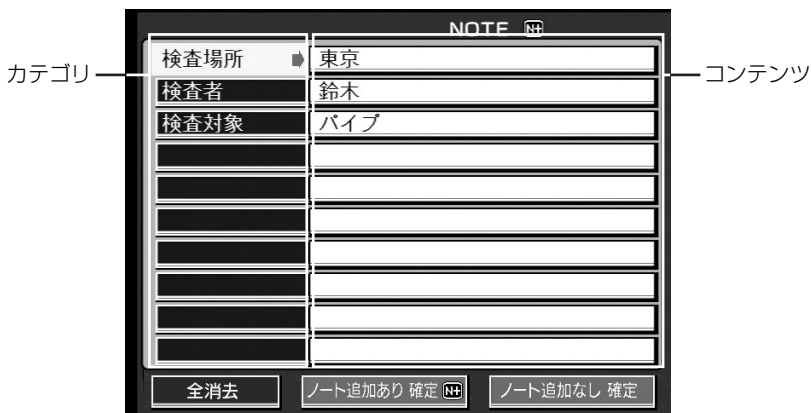 NOTE N+
検査場所 東京
カテゴリ コンテンツ
検査者 鈴木
検査対象 パイプ
全消去 ノート追加あり 確定 N+ ノート追加なし 確定